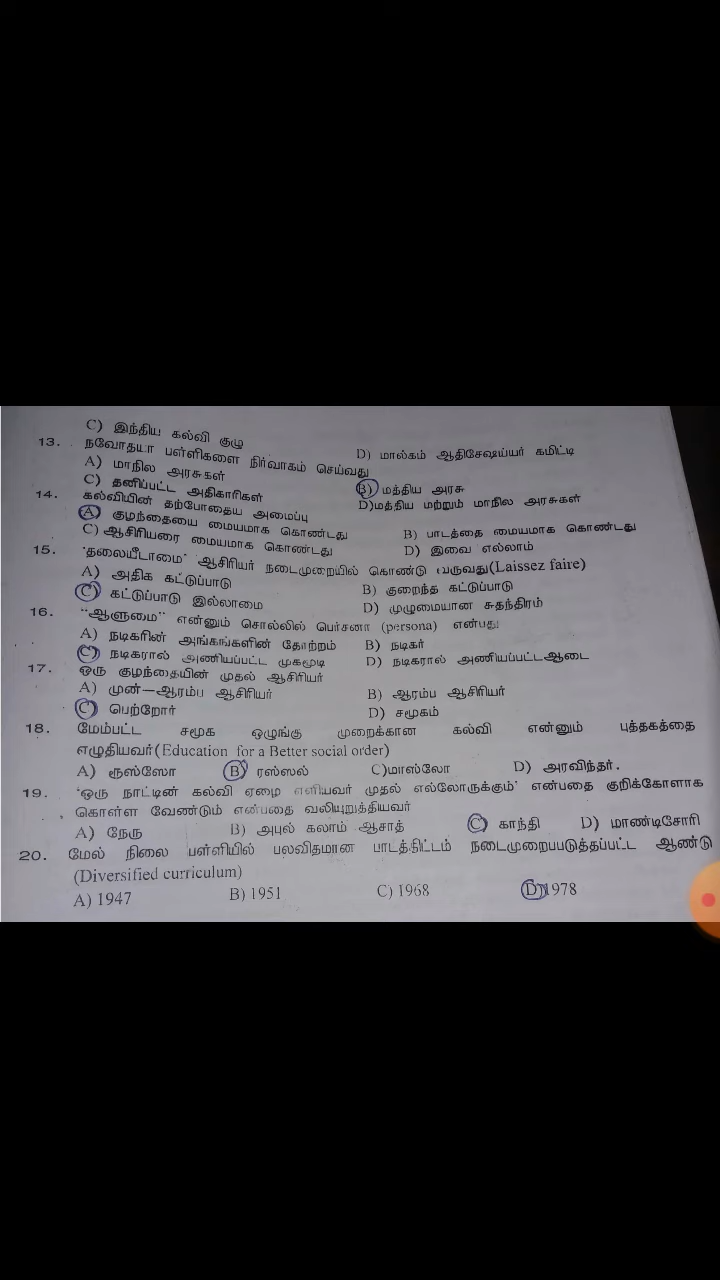 C) இந்திய கல்வி குழு
D) மால்கம் ஆதிசேஷய்யர் கமிட்டி
13. நவோதயா பள்ளிகளை நிர்வாகம் செய்வது
A) மாநில அரசுகள் B) மத்திய அரசு
C) தனிப்பட்ட அதிகாரிகள் D)மத்திய மற்றும் மாநில அரசுகள்
14. கல்வியின் தற்போதைய அமைப்பு
A) குழந்தையை மையமாக கொண்டது B) பாடத்தை மையமாக கொண்டது
C) ஆசிரியரை மையமாக கொண்டது D) இவை எல்லாம்
15. 'தலையீடாமை' ஆசிரியர் நடைமுறையில் கொண்டு வருவது(Laissez faire)
A) அதிக கட்டுப்பாடு B) குறைந்த கட்டுப்பாடு
C) கட்டுப்பாடு இல்லாமை D) முழுமையான சுதந்திரம்
16. "ஆளுமை" என்னும் சொல்லில் பெர்சனா (persona) என்பது
A) நடிகரின் அங்கங்களின் தோற்றம் B) நடிகர்
C) நடிகரால் அணியப்பட்ட முகமூடி D) நடிகரால் அணியப்பட்டஆடை
17. ஒரு குழந்தையின் முதல் ஆசிரியர்
A) முன்—ஆரம்ப ஆசிரியர் B) ஆரம்ப ஆசிரியர்
C) பெற்றோர் D) சமூகம்
18. மேம்பட்ட சமூக ஒழுங்கு முறைக்கான கல்வி என்னும் புத்தகத்தை
எழுதியவர்(Education for a Better social order)
A) ரூஸ்ஸோ B) ரஸ்ஸல் C)மாஸ்லோ D) அரவிந்தர்.
19. 'ஒரு நாட்டின் கல்வி ஏழை எளியவர் முதல் எல்லோருக்கும்' என்பதை குறிக்கோளாக
கொள்ள வேண்டும் என்பதை வலியுறுத்தியவர்
A) நேரு B) அபுல் கலாம் ஆசாத் C) காந்தி D) மாண்டிசோரி
20. மேல் நிலை பள்ளியில் பலவிதமான பாடத்திட்டம் நடைமுறைபபடுத்தப்பட்ட ஆண்டு
(Diversified curriculum)
A) 1947 B) 1951 C) 1968 D) 1978